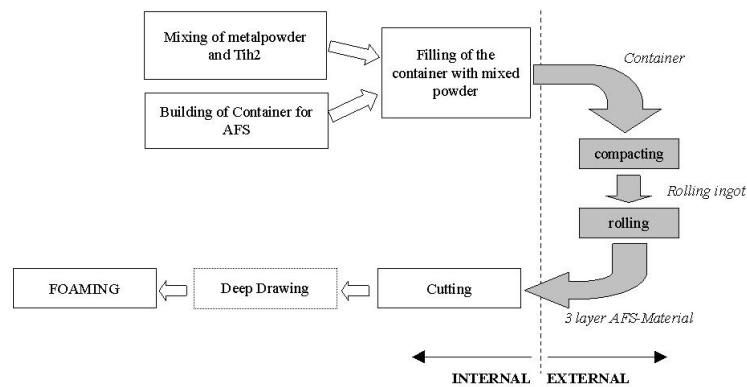 Mixing of metalpowder
and Tih2
Building of Container for
AFS
Filling of the
container with mixed
powder
Container
compacting
Rolling ingot
rolling
FOAMING
Deep Drawing
Cutting
3 layer AFS-Material
INTERNAL
EXTERNAL